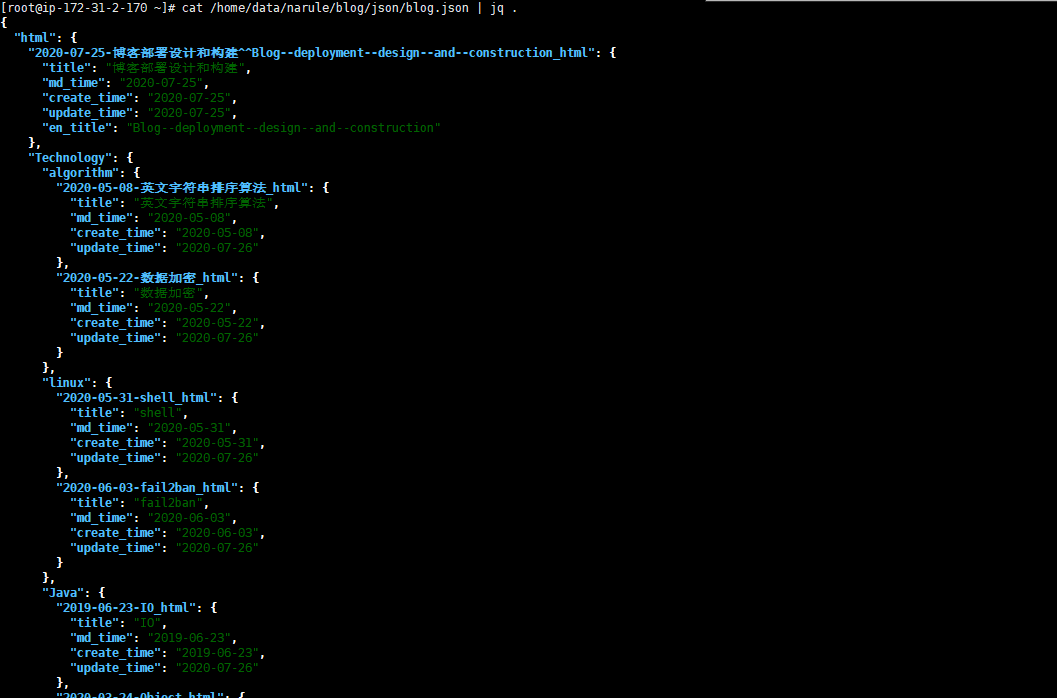 [root@ip-172-31-2-170 ~]# cat /home/data/narule/blog/json/blog.json | jq .
{
  "html": {
    "2020-07-25-博客部署设计和构建^^Blog--deployment--design--and--construction_html": {
      "title": "博客部署设计和构建",
      "md_time": "2020-07-25",
      "create_time": "2020-07-25",
      "update_time": "2020-07-25",
      "en_title": "Blog--deployment--design--and--construction"
    },
    "Technology": {
      "algorithm": {
        "2020-05-08-英文字符串排序算法_html": {
          "title": "英文字符串排序算法",
          "md_time": "2020-05-08",
          "create_time": "2020-05-08",
          "update_time": "2020-07-26"
        },
        "2020-05-22-数据加密_html": {
          "title": "数据加密",
          "md_time": "2020-05-22",
          "create_time": "2020-05-22",
          "update_time": "2020-07-26"
        }
      },
      "linux": {
        "2020-05-31-shell_html": {
          "title": "shell",
          "md_time": "2020-05-31",
          "create_time": "2020-05-31",
          "update_time": "2020-07-26"
        },
        "2020-06-03-fail2ban_html": {
          "title": "fail2ban",
          "md_time": "2020-06-03",
          "create_time": "2020-06-03",
          "update_time": "2020-07-26"
        }
      },
      "Java": {
        "2019-06-23-IO_html": {
          "title": "IO",
          "md_time": "2019-06-23",
          "create_time": "2019-06-23",
          "update_time": "2020-07-26"
        },
        "2020-03-24-Object_html": {